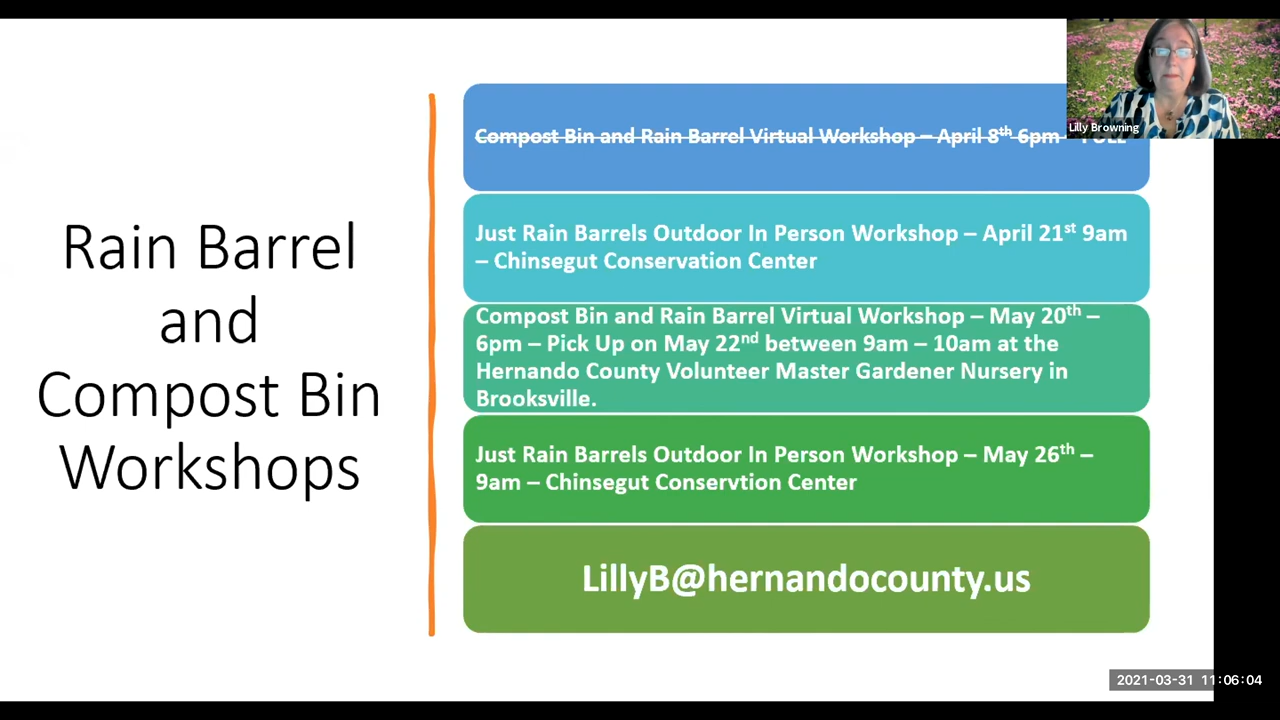 Rain Barrel
and
Compost Bin
Workshops
Compost Bin and Rain Barrel Virtual Workshop – April 8th 6pm –
Just Rain Barrels Outdoor In Person Workshop – April 21st 9am
– Chinsegut Conservation Center
Compost Bin and Rain Barrel Virtual Workshop – May 20th –
6pm – Pick Up on May 22nd between 9am – 10am at the
Hernando County Volunteer Master Gardener Nursery in
Brooksville.
Just Rain Barrels Outdoor In Person Workshop – May 26th –
9am – Chinsegut Conservtion Center
LillyB@hernandocounty.us
Lilly Browning
2021-03-31 11:06:04